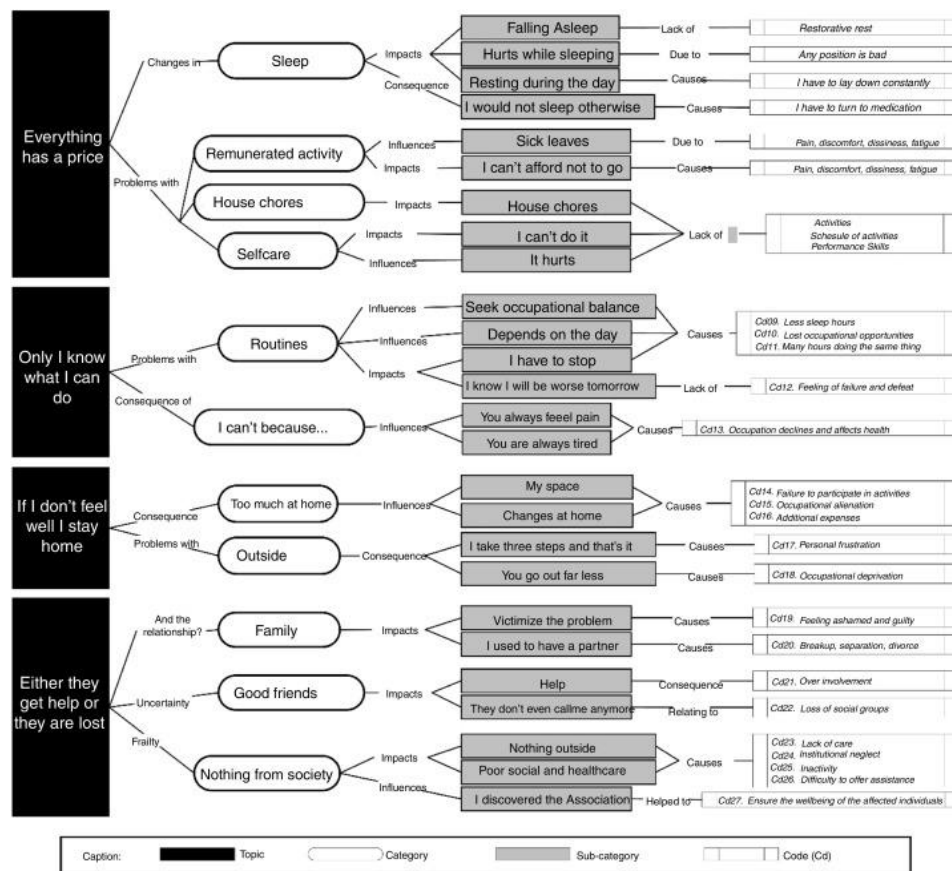 Everything
has a price
Changes in
Problems with
Sleep
Impacts
Consequence
Falling Asleep
Lack of
Restorative rest
Hurts while sleeping
Due to
Any position is bad
Resting during the day
Causes
I have to lay down constantly
I would not sleep otherwise
Causes
I have to turn to medication
Remunerated activity
Influences
Impacts
Sick leaves
Due to
Pain, discomfort, dissiness, fatigue
I can't afford not to go
Causes
Pain, discomfort, dissiness, fatigue
House chores
Impacts
House chores
Selfcare
Impacts
Influences
I can't do it
It hurts
Lack of
Activities
Schesule of activities
Performance Skills
Only I know
what I can
do
Problems with
Consequence of
Routines
Influences
Influences
Impacts
Seek occupational balance
Depends on the day
I have to stop
Causes
Cd09. Less sleep hours
Cd10. Lost occupational opportunities
Cd11. Many hours doing the same thing
I know I will be worse tomorrow
Lack of
Cd12. Feeling of failure and defeat
I can't because...
Influences
You always feeel pain
You are always tired
Causes
Cd13. Occupation declines and affects health
If I don't feel
well I stay
home
Consequence
Problems with
Too much at home
Influences
My space
Changes at home
Causes
Cd14. Failure to participate in activities
Cd15. Occupational alienation
Cd16. Additional expenses
Outside
Consequence
I take three steps and that's it
Causes
Cd17. Personal frustration
You go out far less
Causes
Cd18. Occupational deprivation
Either they
get help or
they are lost
And the
relationship?
Uncertainty
Frailty
Family
Impacts
Victimize the problem
Causes
Cd19. Feeling ashamed and guilty
I used to have a partner
Causes
Cd20. Breakup, separation, divorce
Good friends
Impacts
Help
Consequence
Cd21. Over involvement
They don't even callme anymore
Relating to
Cd22. Loss of social groups
Nothing from society
Impacts
Influences
Nothing outside
Poor social and healthcare
Causes
Cd23. Lack of care
Cd24. Institutional neglect
Cd25. Inactivity
Cd26. Difficulty to offer assistance
I discovered the Association
Helped to
Cd27. Ensure the wellbeing of the affected individuals
Caption:
Topic
Category
Sub-category
Code (Cd)